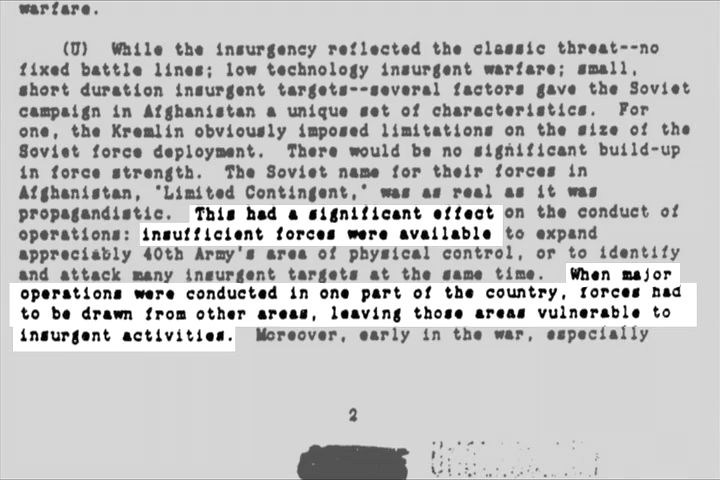 warfare.
(U) While the insurgency reflected the classic threat--no
fixed battle lines; low technology insurgent warfare; small,
short duration insurgent targets--several factors gave the Soviet
campaign in Afghanistan a unique set of characteristics. For
one, the Kremlin obviously imposed limitations on the size of the
Soviet force deployment. There would be no significant build-up
in force strength. The Soviet name for their forces in
Afghanistan, "Limited Contingent," was as real as it was
propagandistic. This had a significant effect on the conduct of
operations: insufficient forces were available to expand
appreciably 40th Army's area of physical control, or to identify
and attack many insurgent targets at the same time. When major
operations were conducted in one part of the country, forces had
to be drawn from other areas, leaving those areas vulnerable to
insurgent activities. Moreover, early in the war, especially
2